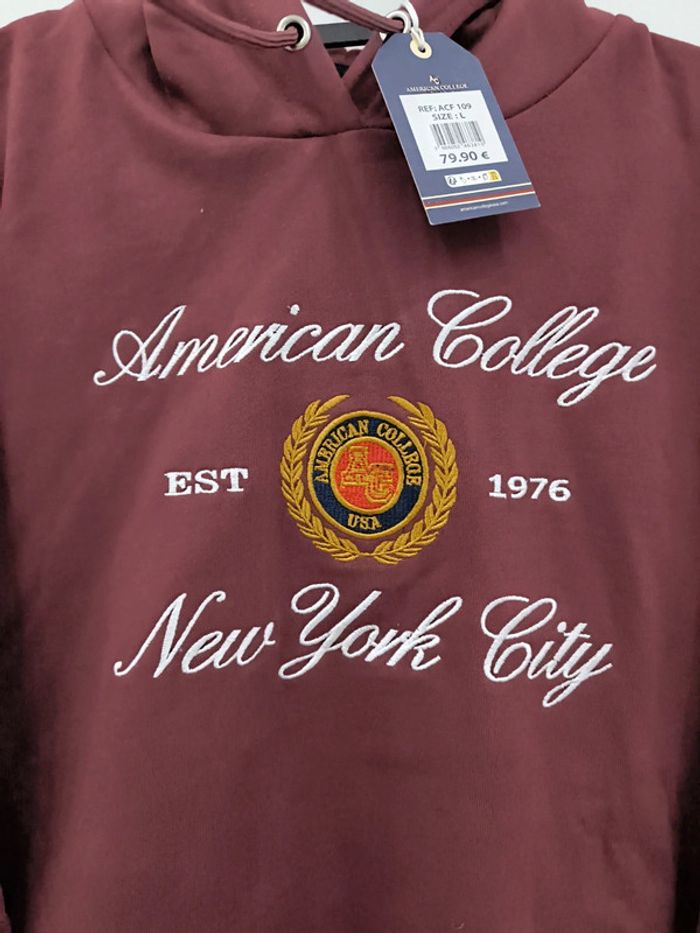 AMERICAN COLLEGE
REF: ACF 109
SIZE : L
79.90 €
American College
AMERICAN COLLEGE
AC
USA
EST
1976
New York City